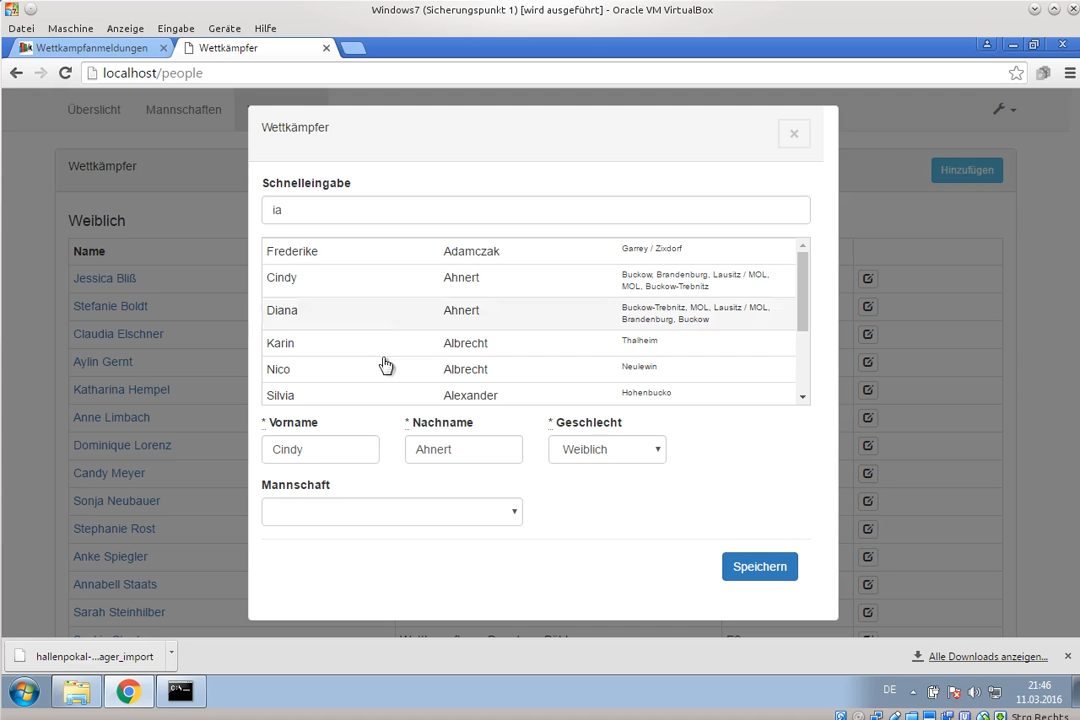 Windows7 (Sicherungspunkt 1) [wird ausgeführt] - Oracle VM VirtualBox
Datei Maschine Anzeige Eingabe Geräte Hilfe
Wettkampfanmeldungen × Wettkämpfer ×
localhost/people
Übersicht Mannschaften
Wettkämpfer Hinzufügen
Weiblich
Name
Jessica Bliß
Stefanie Boldt
Claudia Elschner
Aylin Gernt
Katharina Hempel
Anne Limbach
Dominique Lorenz
Candy Meyer
Sonja Neubauer
Stephanie Rost
Anke Spiegler
Annabell Staats
Sarah Steinhilber
Wettkämpfer ×
Schnelleingabe
ia
Frederike Adamczak Garrey / Zixdorf
Cindy Ahnert Buckow, Brandenburg, Lausitz / MOL,
MOL, Buckow-Trebnitz
Diana Ahnert Buckow-Trebnitz, MOL, Lausitz / MOL,
Brandenburg, Buckow
Karin Albrecht Thalheim
Nico Albrecht Neulewin
Silvia Alexander Hohenbucko
* Vorname * Nachname * Geschlecht
Cindy Ahnert Weiblich
Mannschaft
Speichern
hallenpokal-...ager_import Alle Downloads anzeigen... ×
DE 21:46
11.03.2016
Strg Rechts